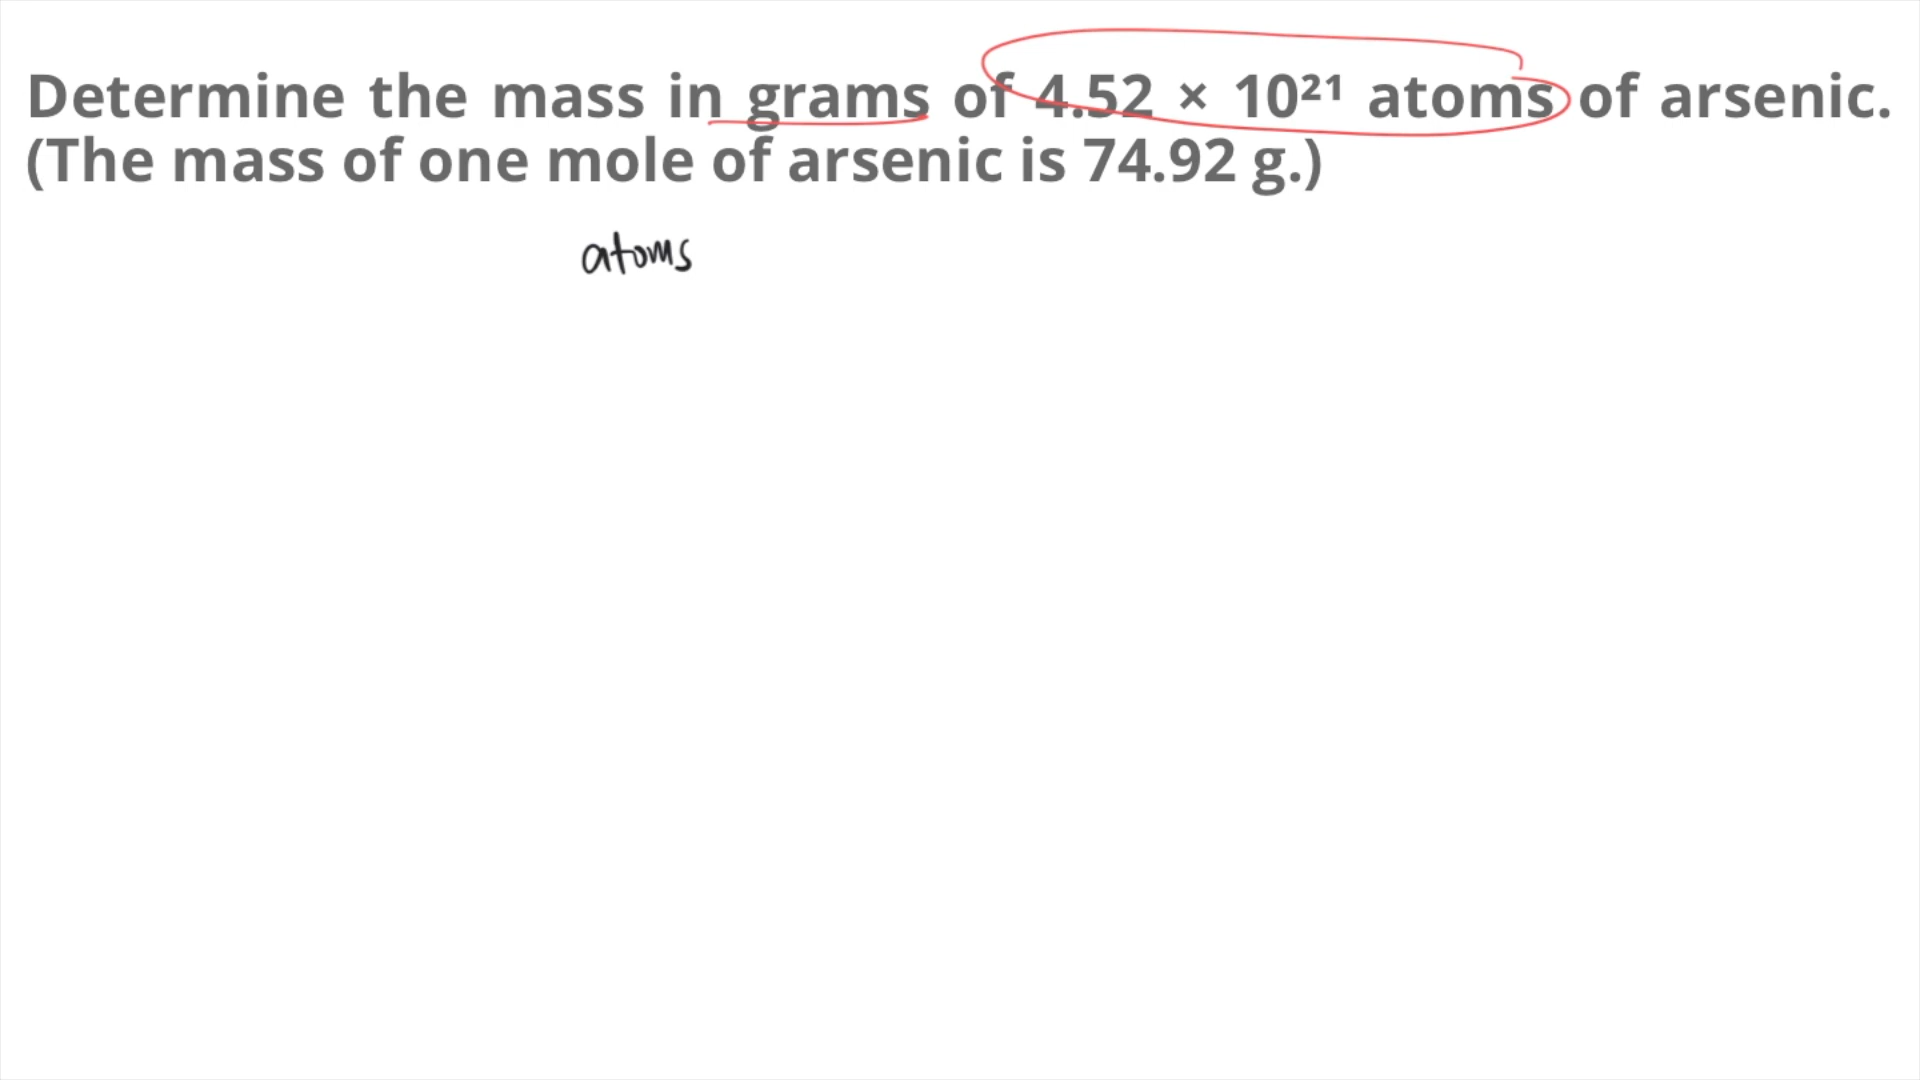 Determine the mass in grams of 4.52 × 10²¹ atoms of arsenic.
(The mass of one mole of arsenic is 74.92 g.)
atoms